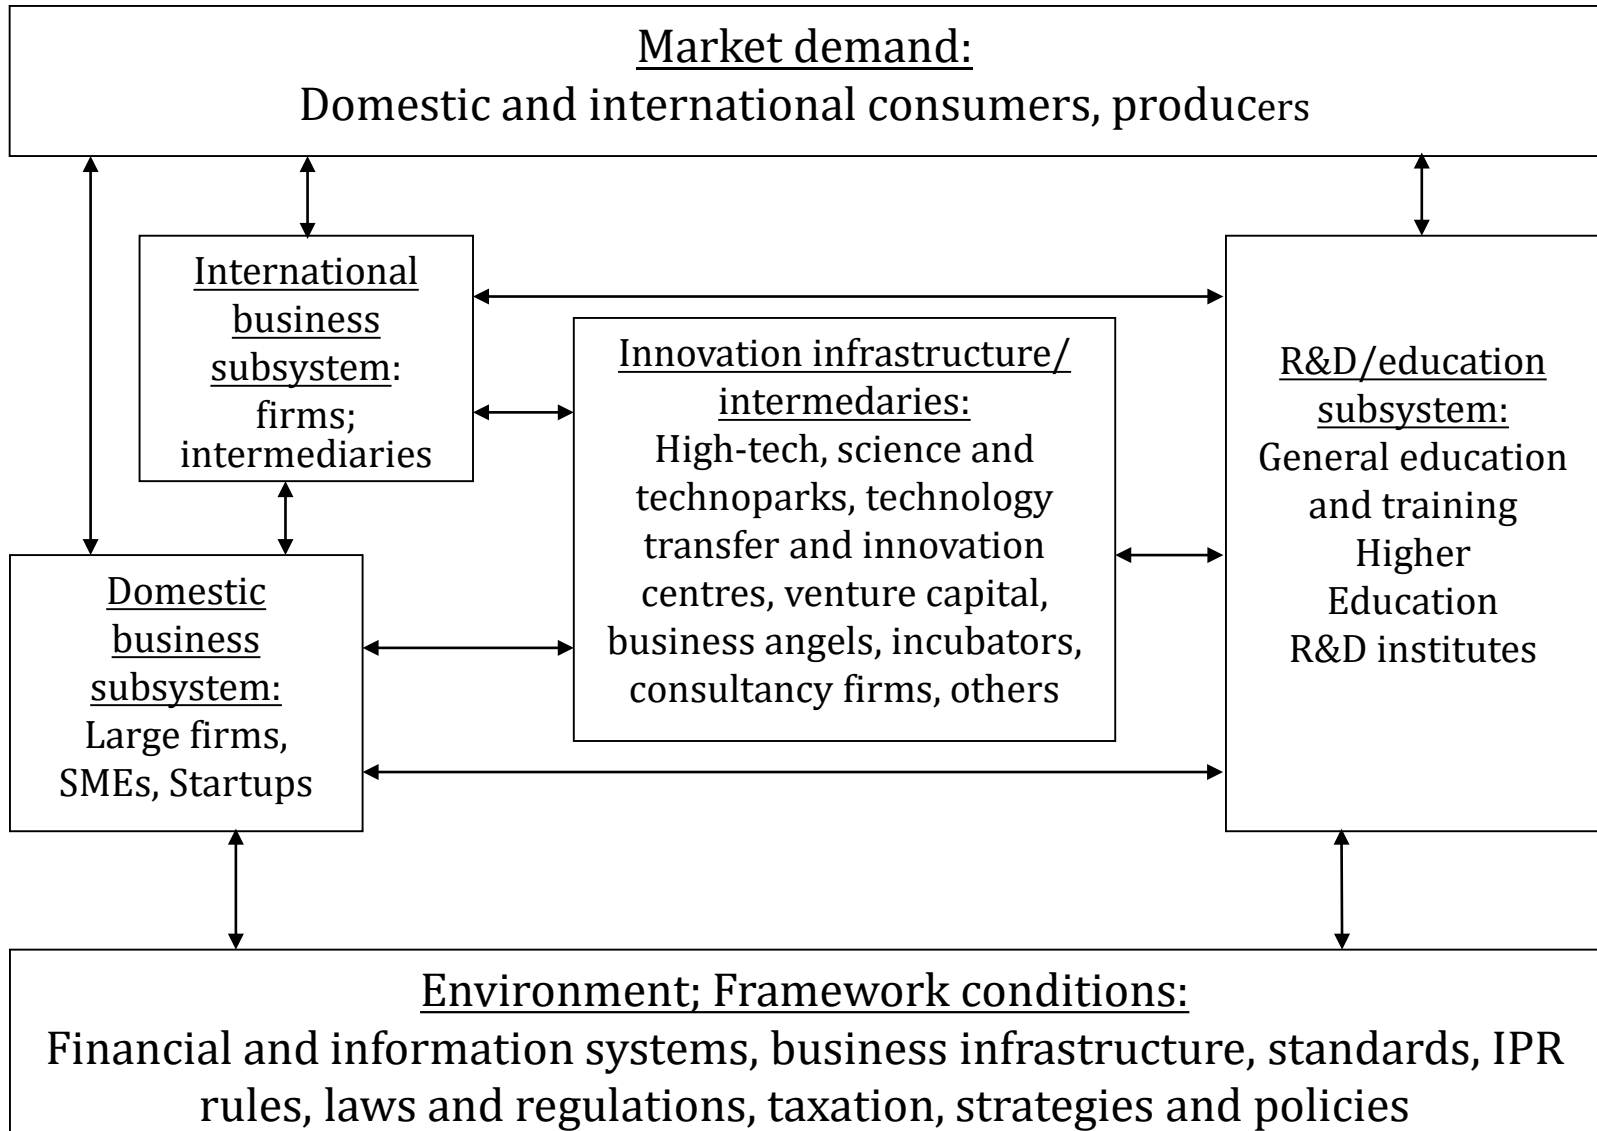 Market demand:
Domestic and international consumers, producers
International
business
subsystem:
firms;
intermediaries
Innovation infrastructure/
intermedaries:
High-tech, science and
technoparks, technology
transfer and innovation
centres, venture capital,
business angels, incubators,
consultancy firms, others
R&D/education
subsystem:
General education
and training
Higher
Education
R&D institutes
Domestic
business
subsystem:
Large firms,
SMEs, Startups
Environment; Framework conditions:
Financial and information systems, business infrastructure, standards, IPR
rules, laws and regulations, taxation, strategies and policies